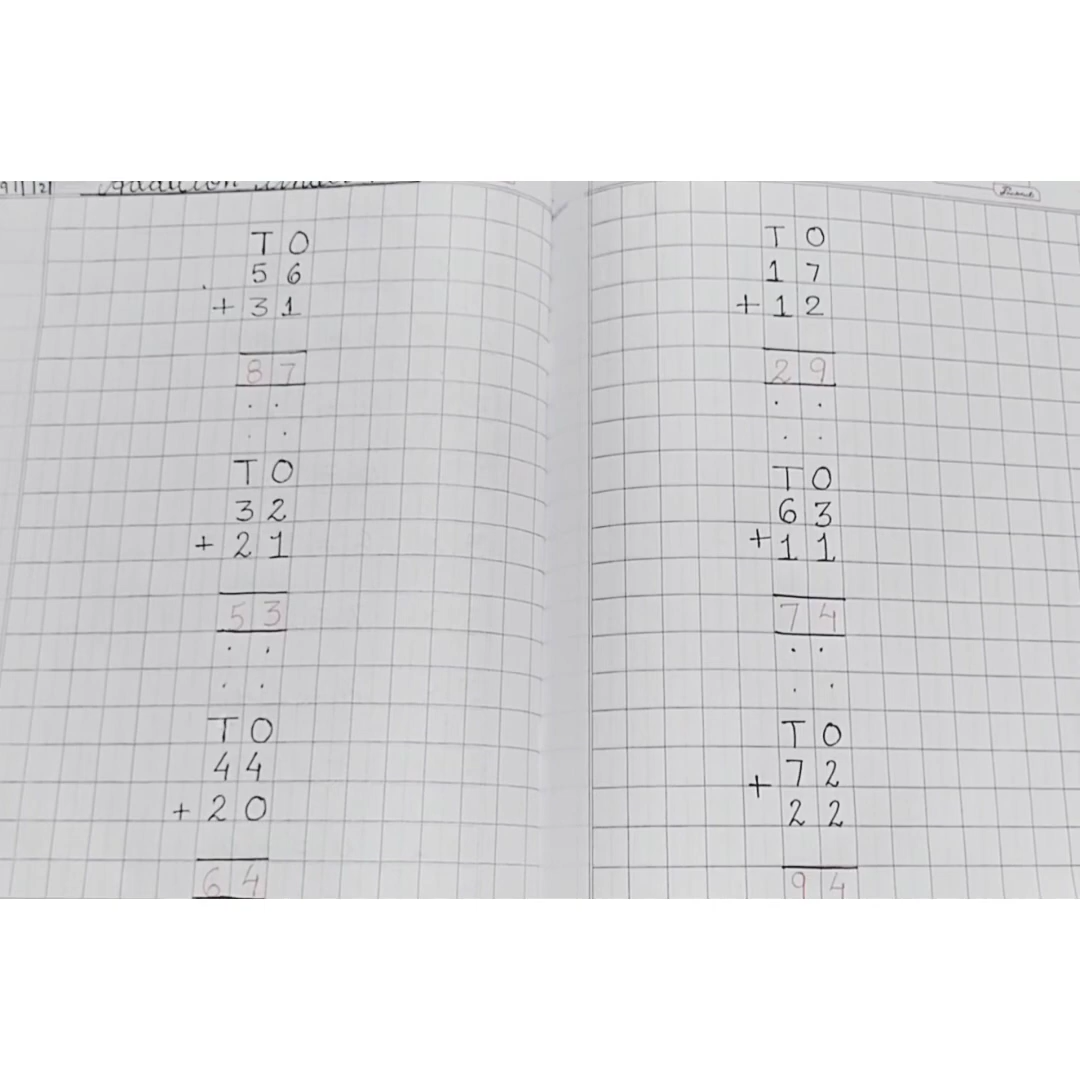 Addition
T O
5 6
+ 3 1
8 7
T O
3 2
+ 2 1
5 3
T O
4 4
+ 2 0
6 4
T O
1 7
+ 1 2
2 9
T O
6 3
+ 1 1
7 4
T O
+ 7 2
2 2
9 4